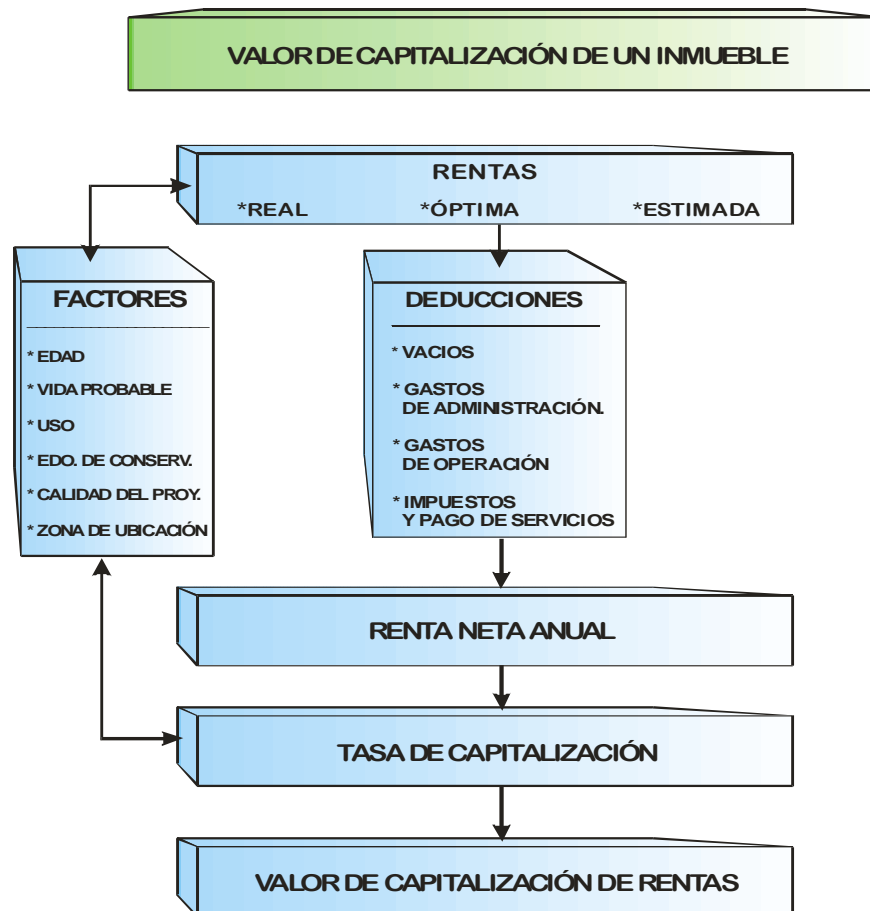 VALOR DE CAPITALIZACIÓN DE UN INMUEBLE
RENTAS
*REAL *ÓPTIMA *ESTIMADA
FACTORES
* EDAD
* VIDA PROBABLE
* USO
* EDO. DE CONSERV.
* CALIDAD DEL PROY.
* ZONA DE UBICACIÓN
DEDUCCIONES
* VACIOS
* GASTOS
DE ADMINISTRACIÓN.
* GASTOS
DE OPERACIÓN
* IMPUESTOS
Y PAGO DE SERVICIOS
RENTA NETA ANUAL
TASA DE CAPITALIZACIÓN
VALOR DE CAPITALIZACIÓN DE RENTAS